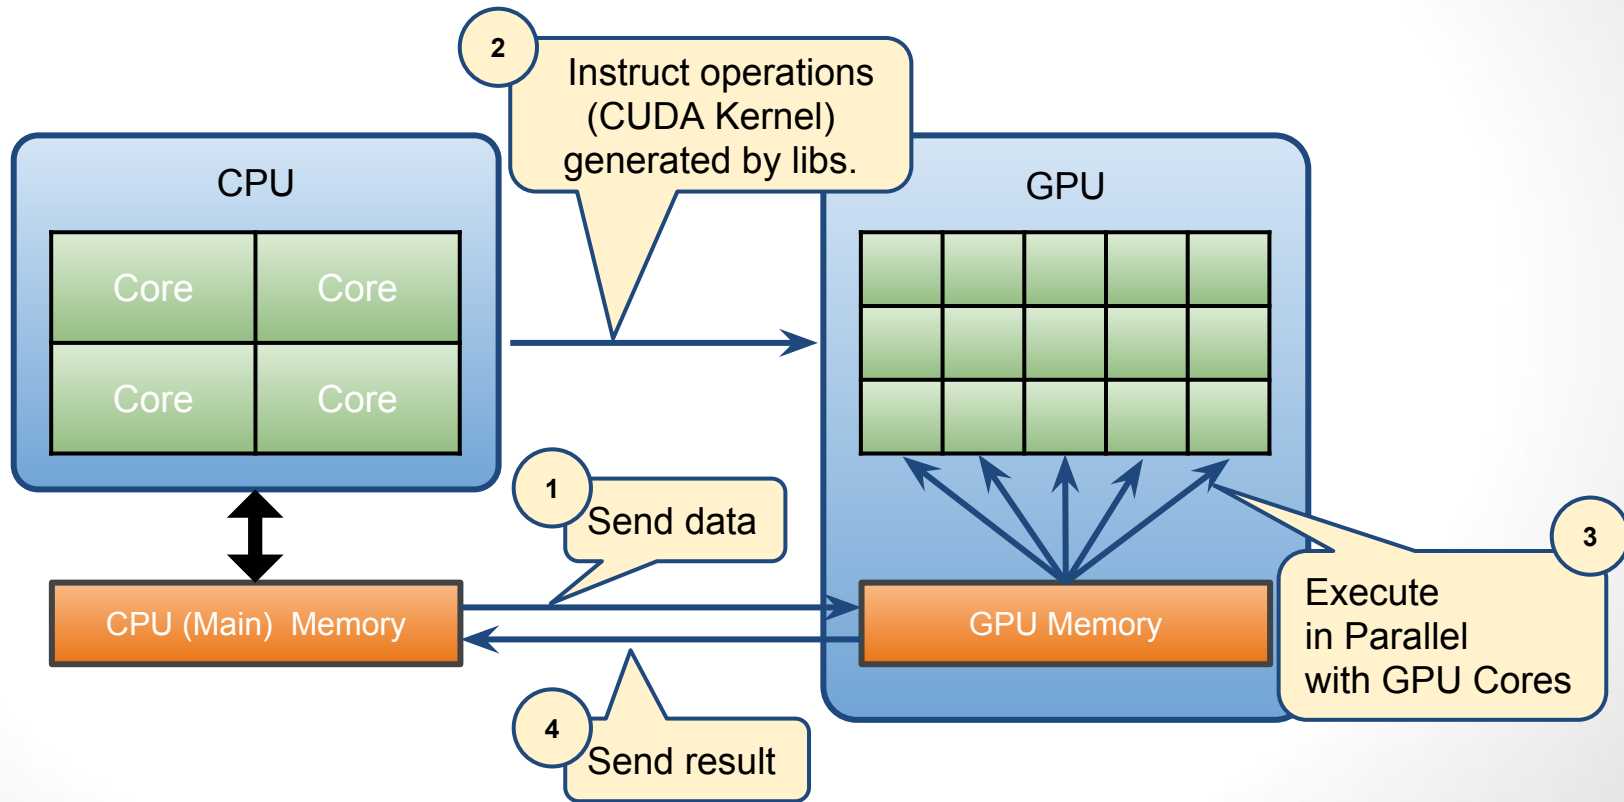 2
Instruct operations
(CUDA Kernel)
generated by libs.
CPU
Core
Core
Core
Core
GPU
1
Send data
CPU (Main) Memory
GPU Memory
3
Execute
in Parallel
with GPU Cores
4
Send result